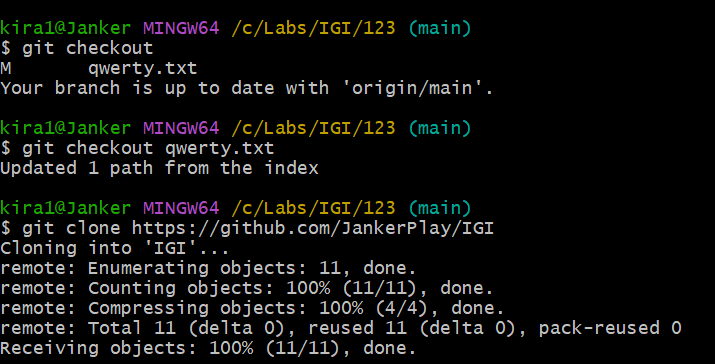 kira1@Janker MINGW64 /c/Labs/IGI/123 (main)
$ git checkout
M       qwerty.txt
Your branch is up to date with 'origin/main'.
kira1@Janker MINGW64 /c/Labs/IGI/123 (main)
$ git checkout qwerty.txt
Updated 1 path from the index
kira1@Janker MINGW64 /c/Labs/IGI/123 (main)
$ git clone https://github.com/JankerPlay/IGI
Cloning into 'IGI'...
remote: Enumerating objects: 11, done.
remote: Counting objects: 100% (11/11), done.
remote: Compressing objects: 100% (4/4), done.
remote: Total 11 (delta 0), reused 11 (delta 0), pack-reused 0
Receiving objects: 100% (11/11), done.